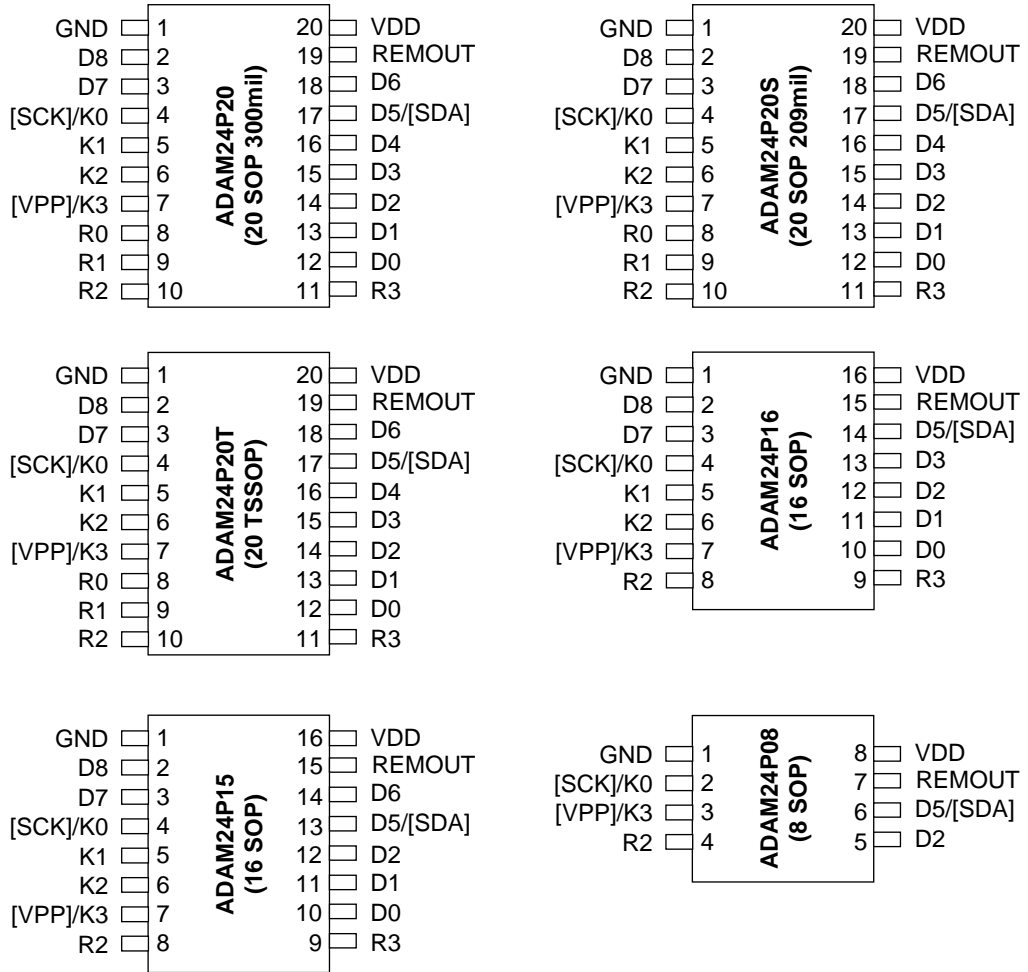 GND 1 20 VDD
D8 2 19 REMOUT
D7 3 18 D6
[SCK]/K0 4 17 D5/[SDA]
K1 5 16 D4
K2 6 15 D3
[VPP]/K3 7 14 D2
R0 8 13 D1
R1 9 12 D0
R2 10 11 R3
ADAM24P20
(20 SOP 300mil)
GND 1 20 VDD
D8 2 19 REMOUT
D7 3 18 D6
[SCK]/K0 4 17 D5/[SDA]
K1 5 16 D4
K2 6 15 D3
[VPP]/K3 7 14 D2
R0 8 13 D1
R1 9 12 D0
R2 10 11 R3
ADAM24P20S
(20 SOP 209mil)
GND 1 20 VDD
D8 2 19 REMOUT
D7 3 18 D6
[SCK]/K0 4 17 D5/[SDA]
K1 5 16 D4
K2 6 15 D3
[VPP]/K3 7 14 D2
R0 8 13 D1
R1 9 12 D0
R2 10 11 R3
ADAM24P20T
(20 TSSOP)
GND 1 16 VDD
D8 2 15 REMOUT
D7 3 14 D5/[SDA]
[SCK]/K0 4 13 D3
K1 5 12 D2
K2 6 11 D1
[VPP]/K3 7 10 D0
R2 8 9 R3
ADAM24P16
(16 SOP)
GND 1 16 VDD
D8 2 15 REMOUT
D7 3 14 D6
[SCK]/K0 4 13 D5/[SDA]
K1 5 12 D2
K2 6 11 D1
[VPP]/K3 7 10 D0
R2 8 9 R3
ADAM24P15
(16 SOP)
GND 1 8 VDD
[SCK]/K0 2 7 REMOUT
[VPP]/K3 3 6 D5/[SDA]
R2 4 5 D2
ADAM24P08
(8 SOP)